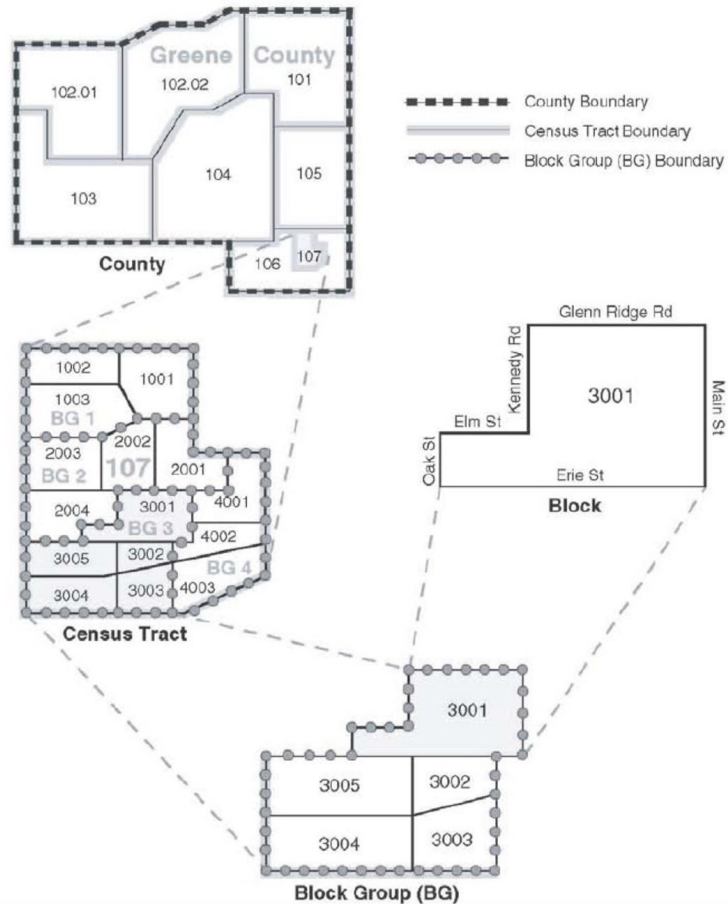 Greene County
102.01
102.02
101
103
104
105
106
107
County
County Boundary
Census Tract Boundary
Block Group (BG) Boundary
1002
1001
1003
BG 1
2003
2002
BG 2
107
2001
2004
3001
4001
BG 3
4002
3005
3002
BG 4
3004
3003
4003
Census Tract
Glenn Ridge Rd
Kennedy Rd
3001
Main St
Elm St
Oak St
Erie St
Block
3001
3005
3002
3004
3003
Block Group (BG)